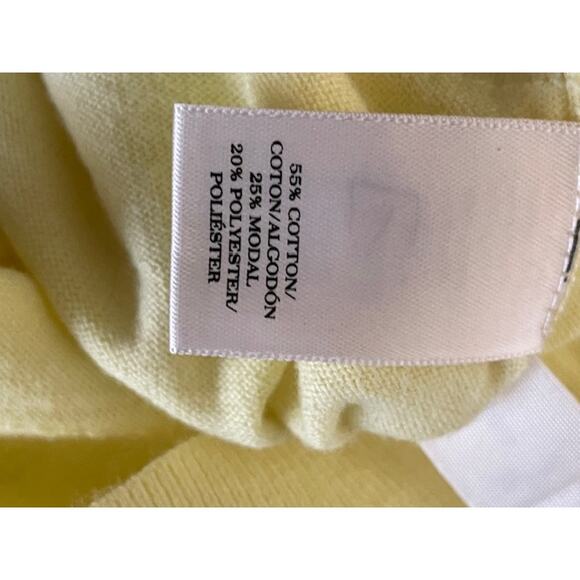 55% COTTON/
COTON/ALGODÓN
25% MODAL
20% POLYESTER/
POLIÉSTER